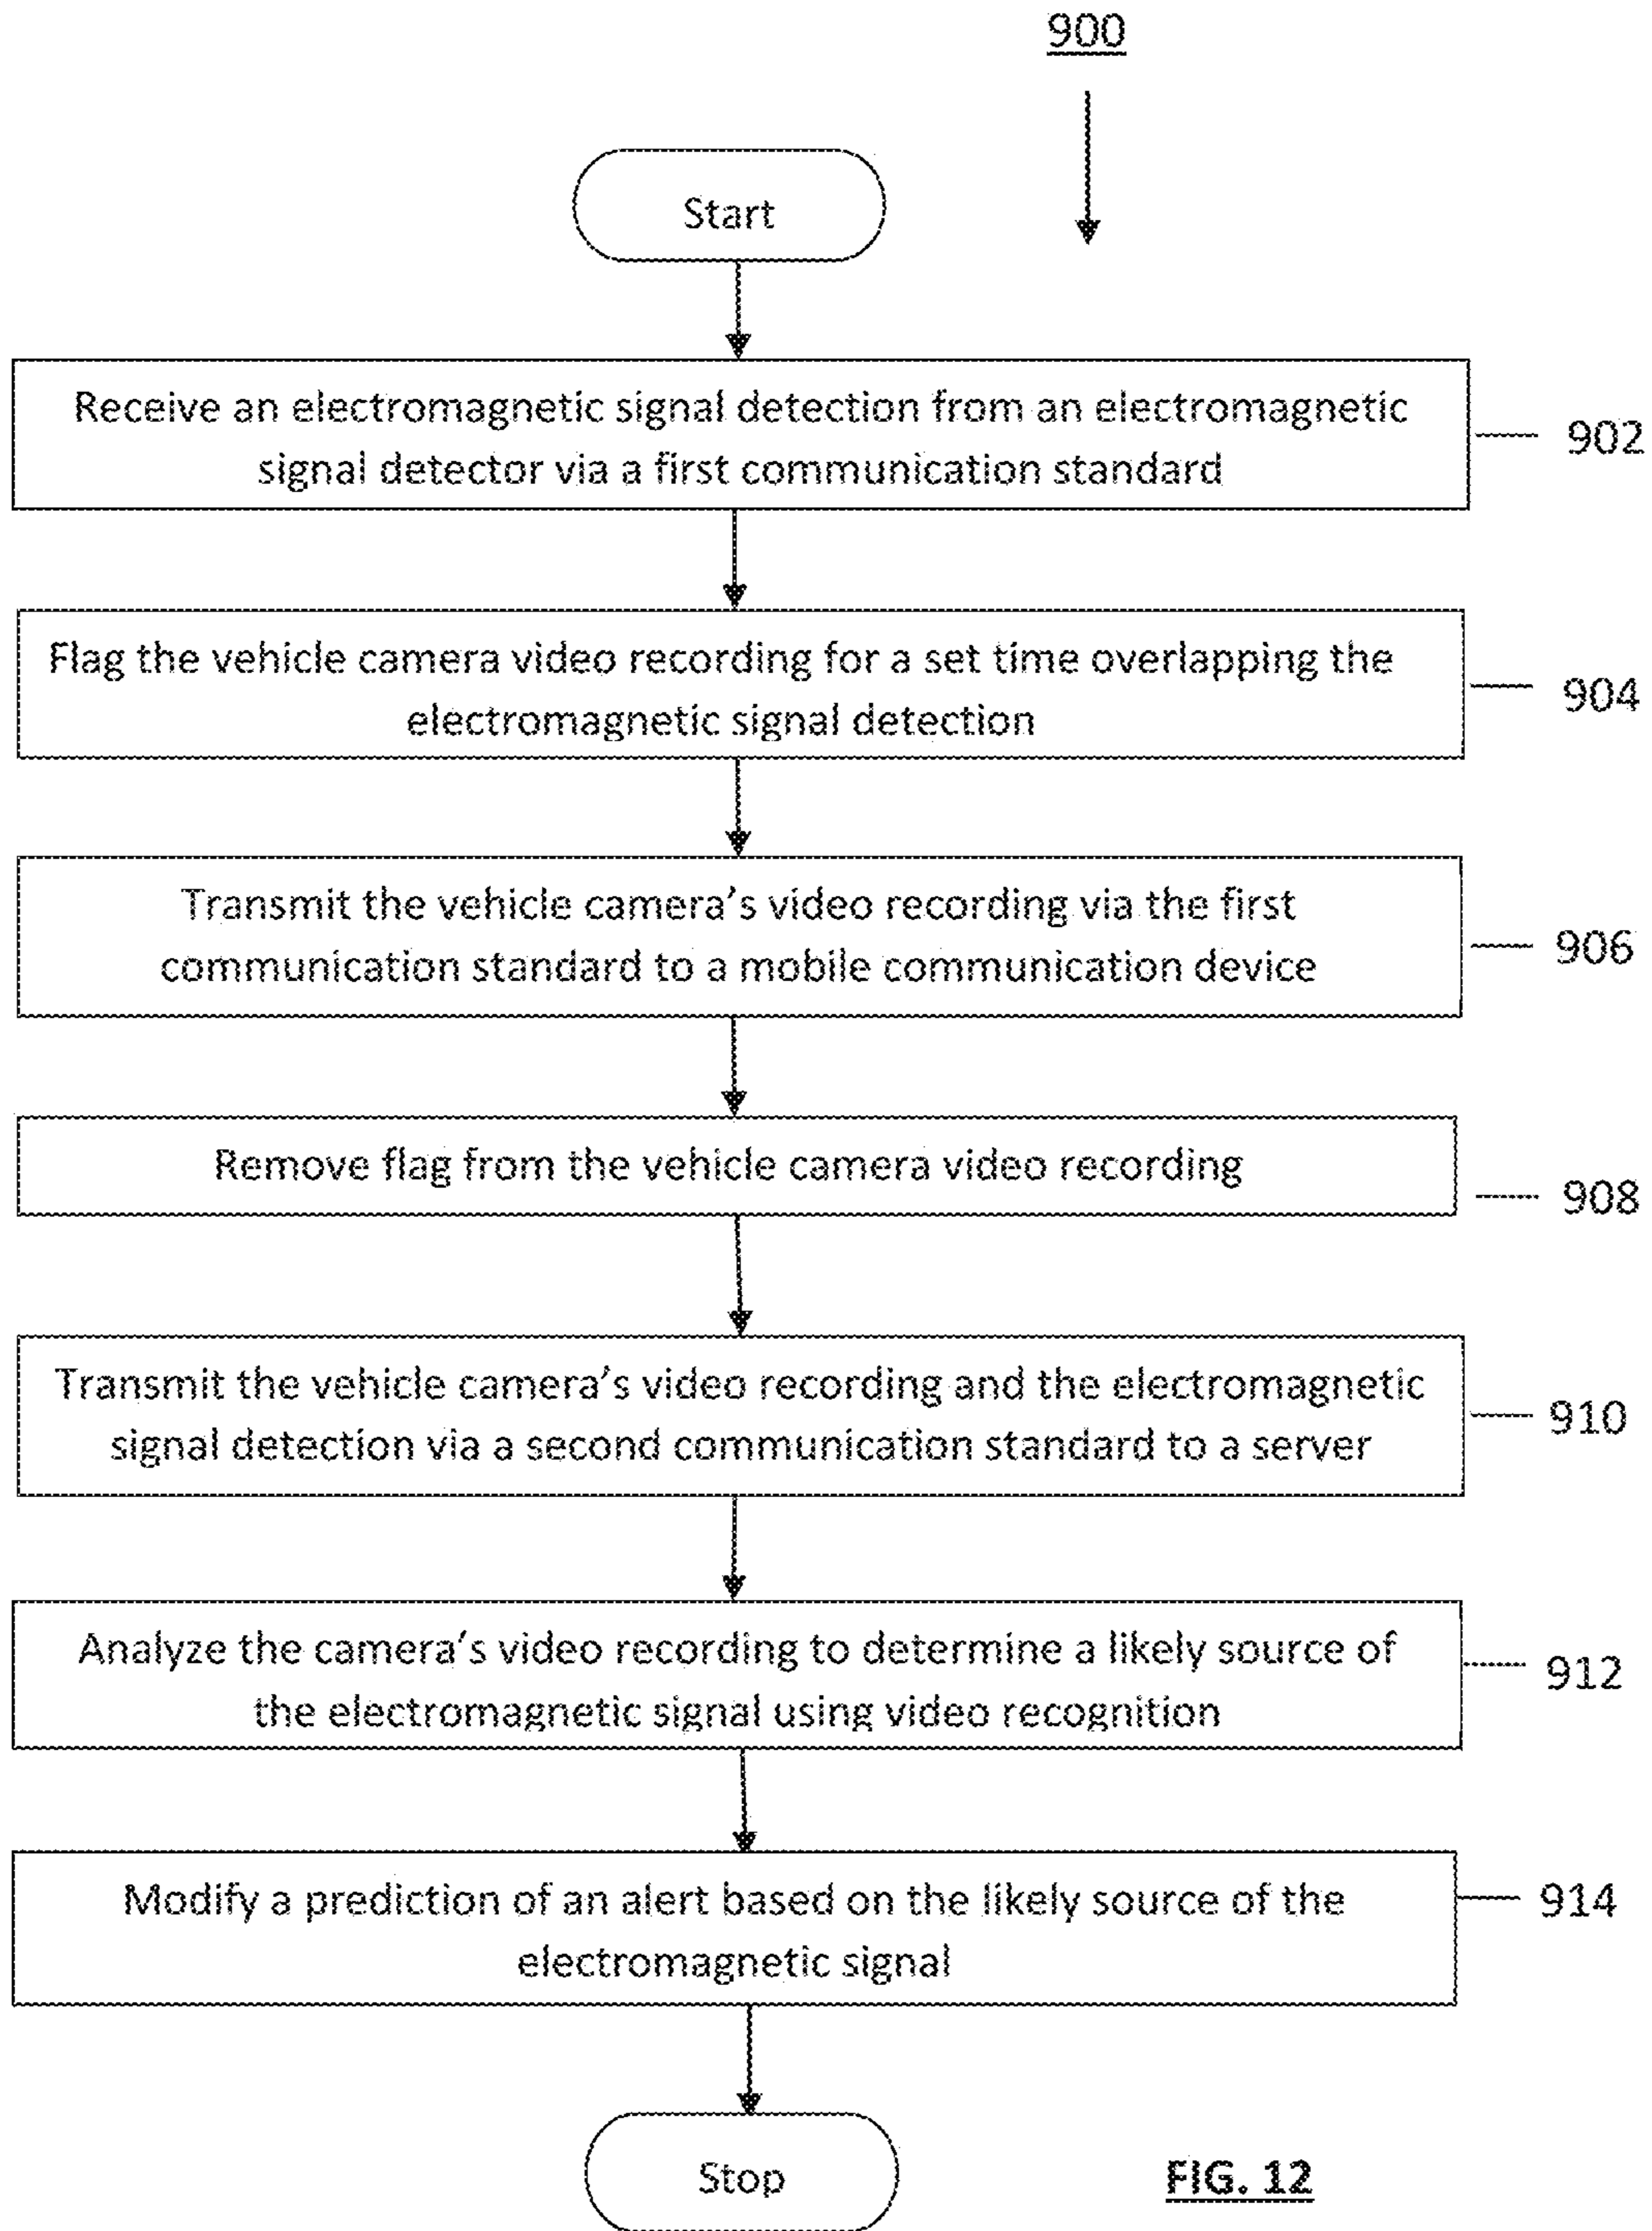 900
Start
Receive an electromagnetic signal detection from an electromagnetic
signal detector via a first communication standard
902
Flag the vehicle camera video recording for a set time overlapping the
electromagnetic signal detection
904
Transmit the vehicle camera's video recording via the first
communication standard to a mobile communication device
906
Remove flag from the vehicle camera video recording
908
Transmit the vehicle camera's video recording and the electromagnetic
signal detection via a second communication standard to a server
910
Analyze the camera's video recording to determine a likely source of
the electromagnetic signal using video recognition
912
Modify a prediction of an alert based on the likely source of the
electromagnetic signal
914
Stop
FIG. 12